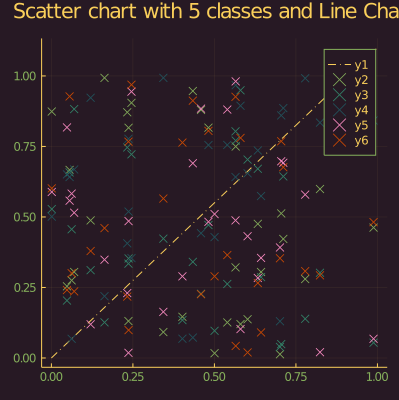 Scatter chart with 5 classes and Line Cha
1.00
0.75
0.50
0.25
0.00
0.00 0.25 0.50 0.75 1.00
y1
y2
y3
y4
y5
y6